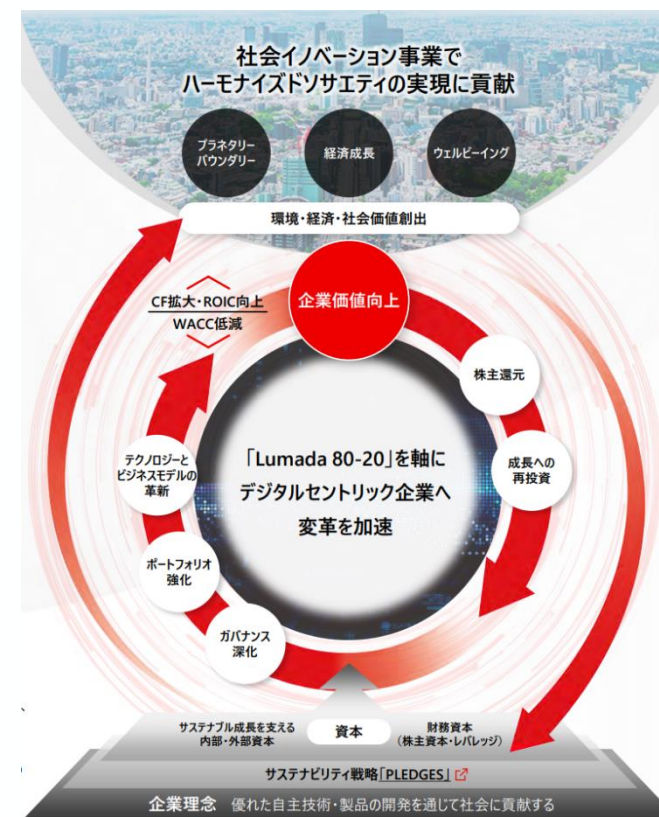 社会イノベーション事業で
ハーモナイズドソサエティの実現に貢献
プラネタリー
バウンダリー
経済成長
ウェルビーイング
環境・経済・社会価値創出
CF拡大・ROIC向上
WACC低減
企業価値向上
株主還元
成長への
再投資
「Lumada 80-20」を軸に
デジタルセントリック企業へ
変革を加速
テクノロジーと
ビジネスモデルの
革新
ポートフォリオ
強化
ガバナンス
深化
サステナブル成長を支える
内部・外部資本
資本
財務資本
(株主資本・レバレッジ)
サステナビリティ戦略「PLEDGES」
企業理念 優れた自主技術・製品の開発を通じて社会に貢献する